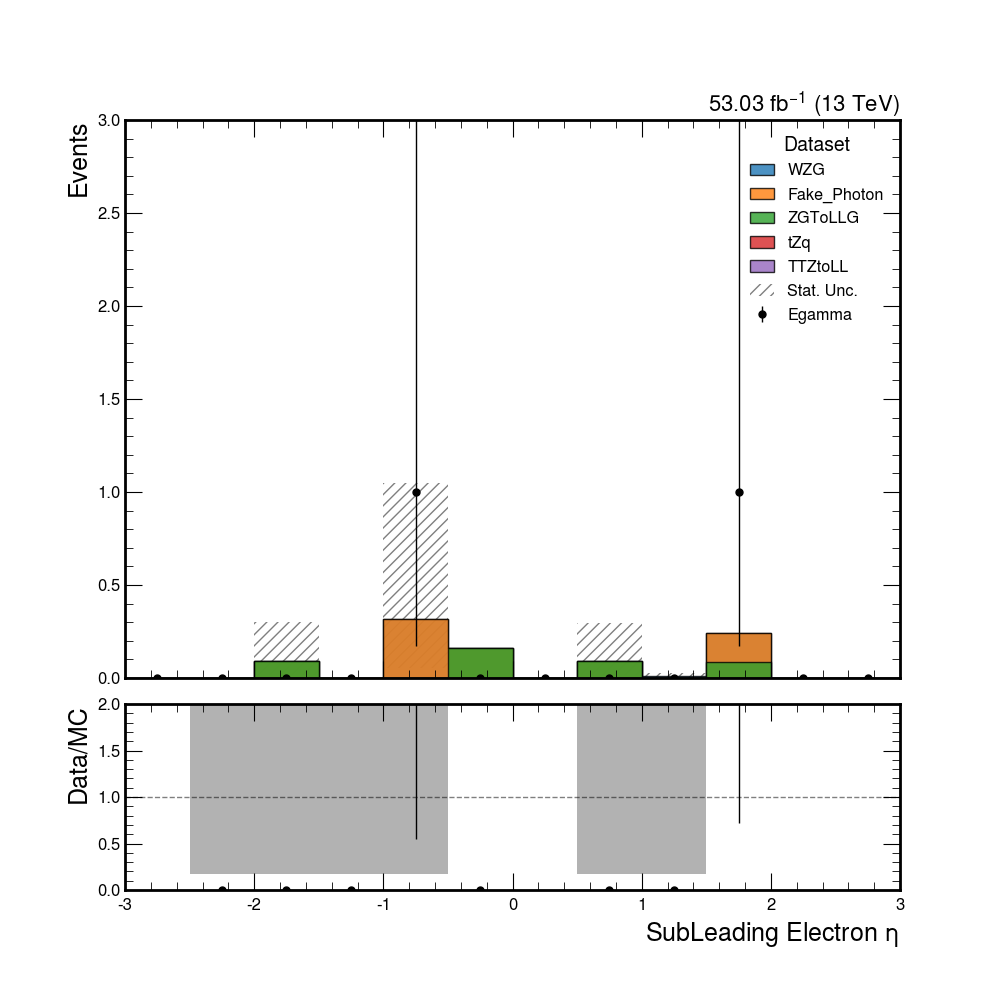 53.03 fb⁻¹ (13 TeV)
Events
3.0
2.5
2.0
1.5
1.0
0.5
0.0
Dataset
WZG
Fake_Photon
ZGToLLG
tZq
TTZtoLL
Stat. Unc.
Egamma
Data/MC
2.0
1.5
1.0
0.5
0.0
-3 -2 -1 0 1 2 3
SubLeading Electron η